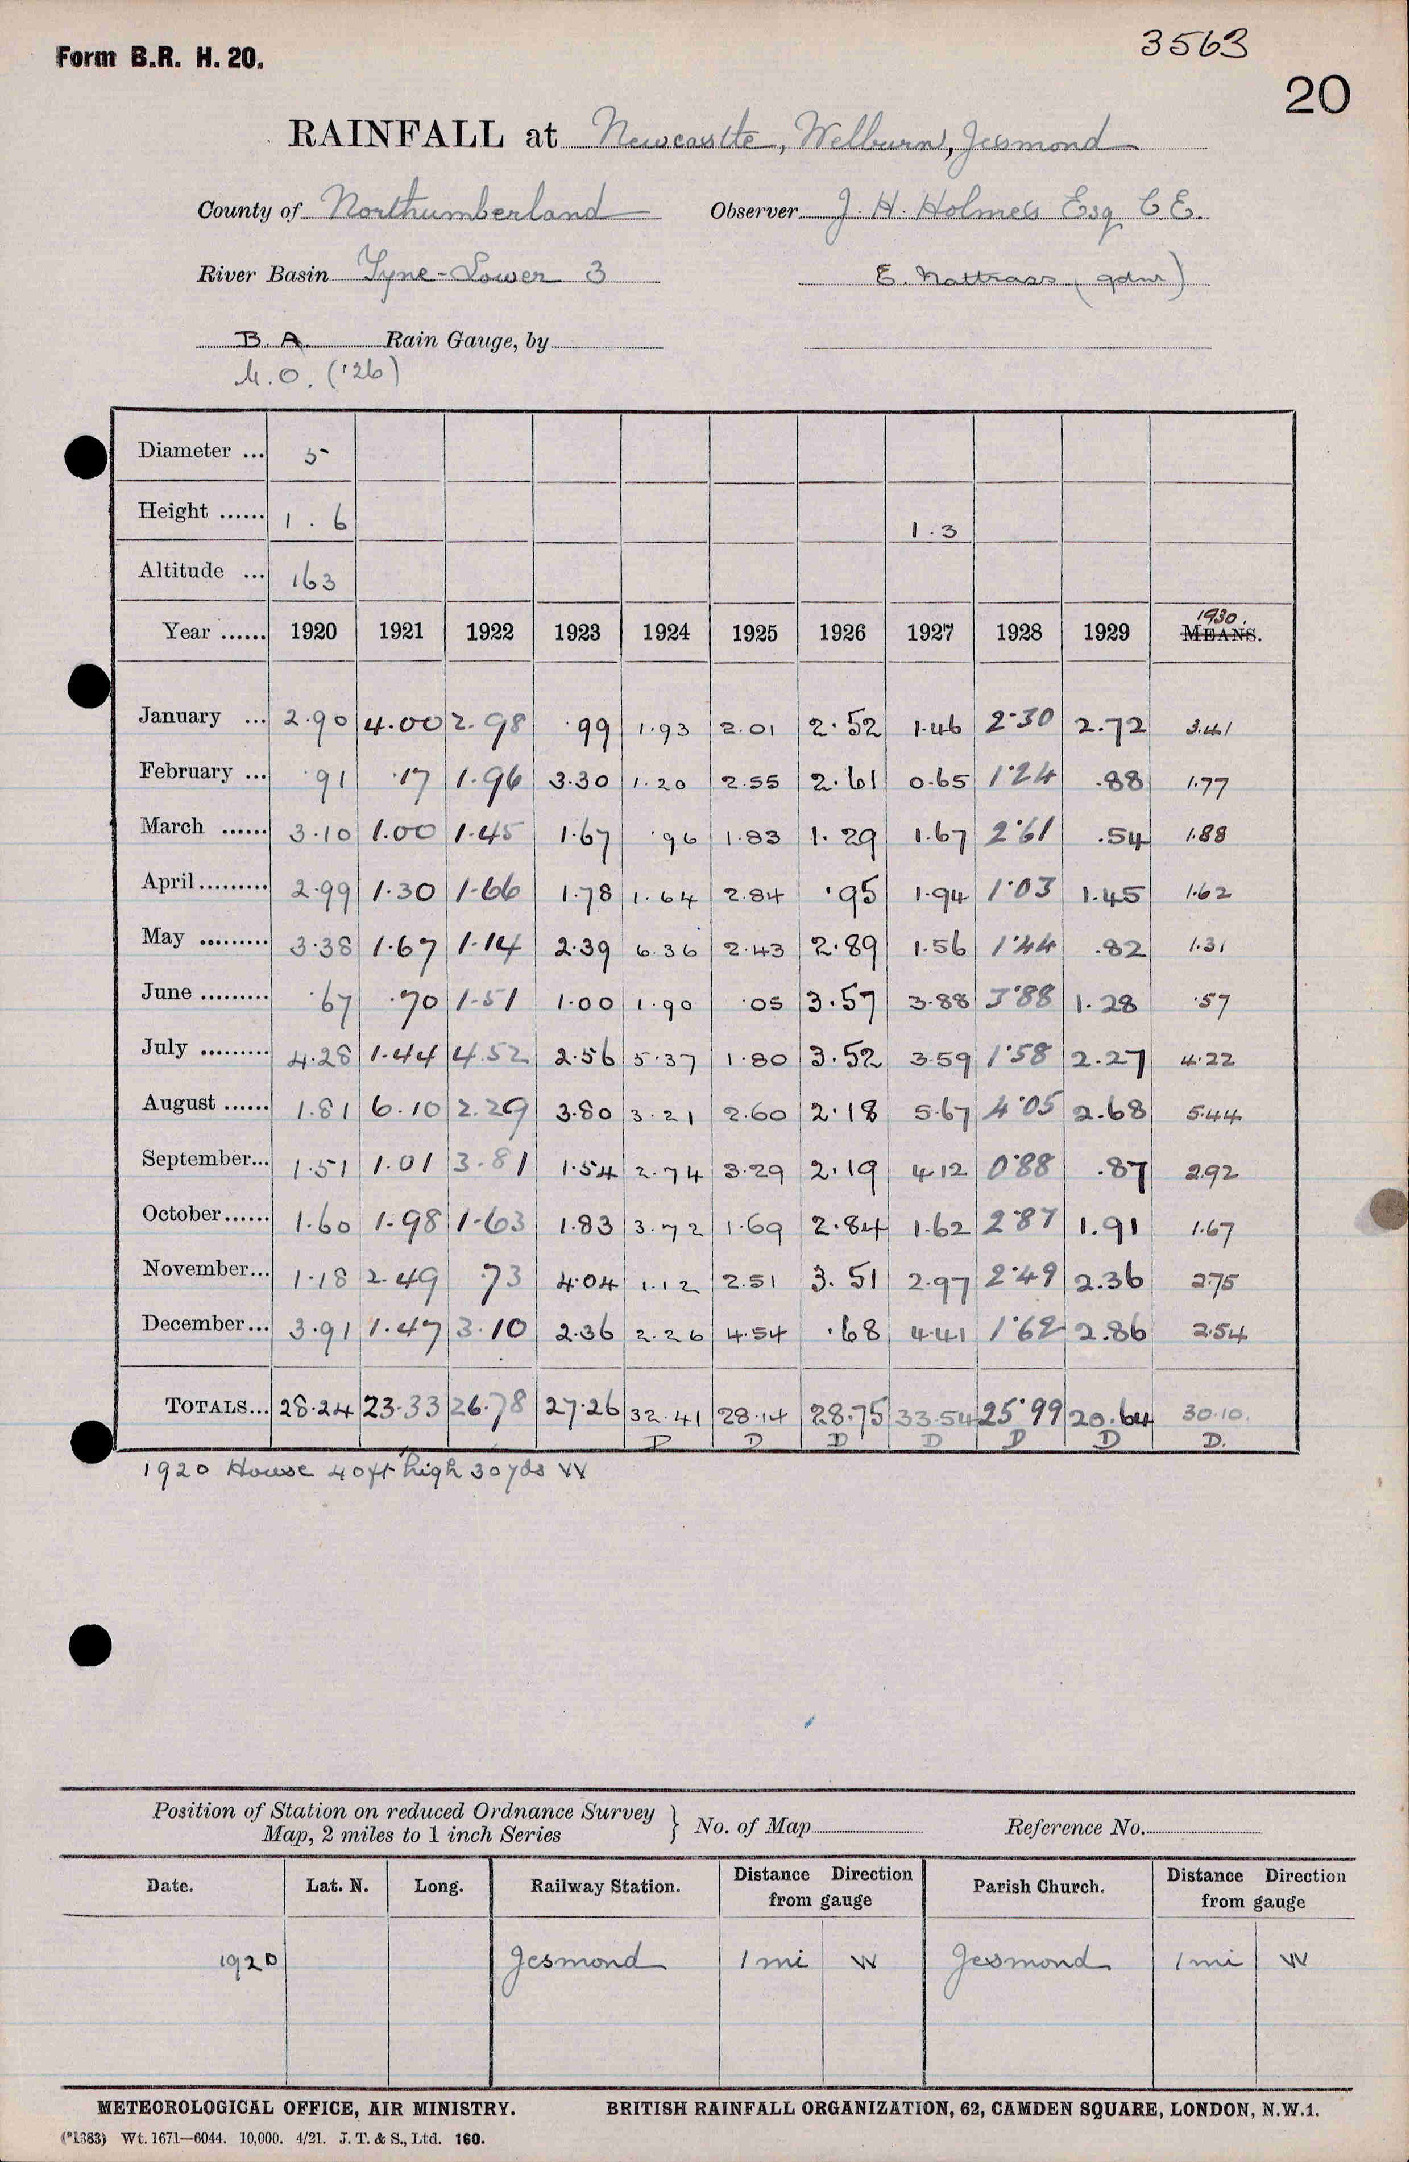 Form B.R. H. 20.
3563
20
RAINFALL at Newcastle, Welburn, Jesmond
County of Northumberland Observer J. H. Holmes Esq C.E.
River Basin Tyne-Lower 3 E. Nattrass (gdnr)
B. A. Rain Gauge, by
M.O. ('26)
Diameter ... 5
Height ...... 1.6 1.3
Altitude ... 163
Year ...... 1920 1921 1922 1923 1924 1925 1926 1927 1928 1929 1930. MEANS.
January ... 2.90 4.00 2.98 .99 1.93 2.01 2.52 1.46 2.30 2.72 3.41
February ... .91 .17 1.96 3.30 1.20 2.55 2.61 0.65 1.24 .88 1.77
March ...... 3.10 1.00 1.45 1.67 .96 1.83 1.29 1.67 2.61 .54 1.88
April ......... 2.99 1.30 1.66 1.78 1.64 2.84 .95 1.94 1.03 1.45 1.62
May ......... 3.38 1.67 1.14 2.39 6.36 2.43 2.89 1.56 1.44 .82 1.31
June ......... .67 .70 1.51 1.00 1.90 .05 3.57 3.88 3.88 1.28 .57
July ......... 4.28 1.44 4.52 2.56 5.37 1.80 3.52 3.59 1.58 2.27 4.22
August ...... 1.81 6.10 2.29 3.80 3.21 2.60 2.18 5.67 4.05 2.68 5.44
September... 1.51 1.01 3.81 1.54 2.74 3.29 2.19 4.12 0.88 .87 2.92
October ...... 1.60 1.98 1.63 1.83 3.72 1.69 2.84 1.62 2.87 1.91 1.67
November... 1.18 2.49 .73 4.04 1.12 2.51 3.51 2.97 2.49 2.36 2.75
December ... 3.91 1.47 3.10 2.36 2.26 4.54 .68 4.41 1.62 2.86 2.54
TOTALS... 28.24 23.33 26.78 27.26 32.41 28.14 28.75 33.54 25.99 20.64 30.10.
D D D D D D D.
1920 House 40ft high 30yds W
Position of Station on reduced Ordnance Survey
Map, 2 miles to 1 inch Series } No. of Map Reference No.
Date. Lat. N. Long. Railway Station. Distance Direction from gauge Parish Church. Distance Direction from gauge
1920 Jesmond 1 mi W Jesmond 1 mi W
METEOROLOGICAL OFFICE, AIR MINISTRY. BRITISH RAINFALL ORGANIZATION, 62, CAMDEN SQUARE, LONDON, N.W.1.
(*1383) Wt. 1671—6044. 10,000. 4/21. J. T. & S., Ltd. 160.